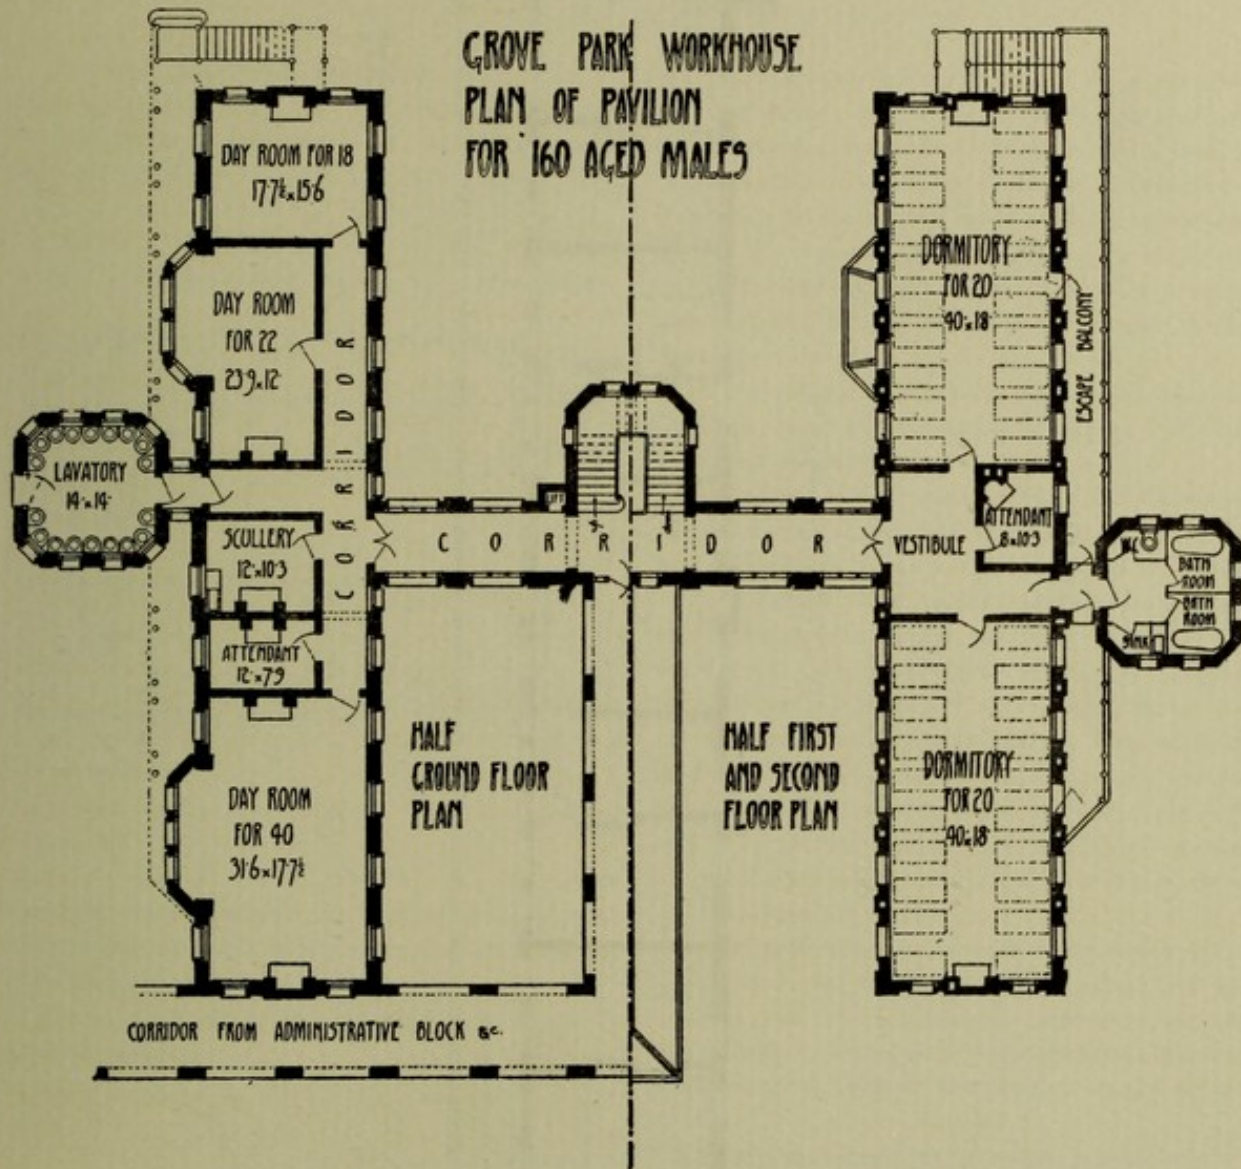 GROVE PARK WORKHOUSE
PLAN OF PAVILION
FOR 160 AGED MALES
DAY ROOM FOR 18
17·7½×15·6
DAY ROOM
FOR 22
23·9×12·
CORRIDOR
LAVATORY
14·×14·
SCULLERY
12·×10·3
ATTENDANT
12·×7·9
DAY ROOM
FOR 40
31·6×17·7½
HALF
GROUND FLOOR
PLAN
CORRIDOR FROM ADMINISTRATIVE BLOCK &c.
LIFT
CORRIDOR
DORMITORY
FOR 20
40·×18·
ESCAPE BALCONY
VESTIBULE
ATTENDANT
8×10·3
W.C.
BATH
ROOM
BATH
ROOM
SINK
HALF FIRST
AND SECOND
FLOOR PLAN
DORMITORY
FOR 20
40·×18·